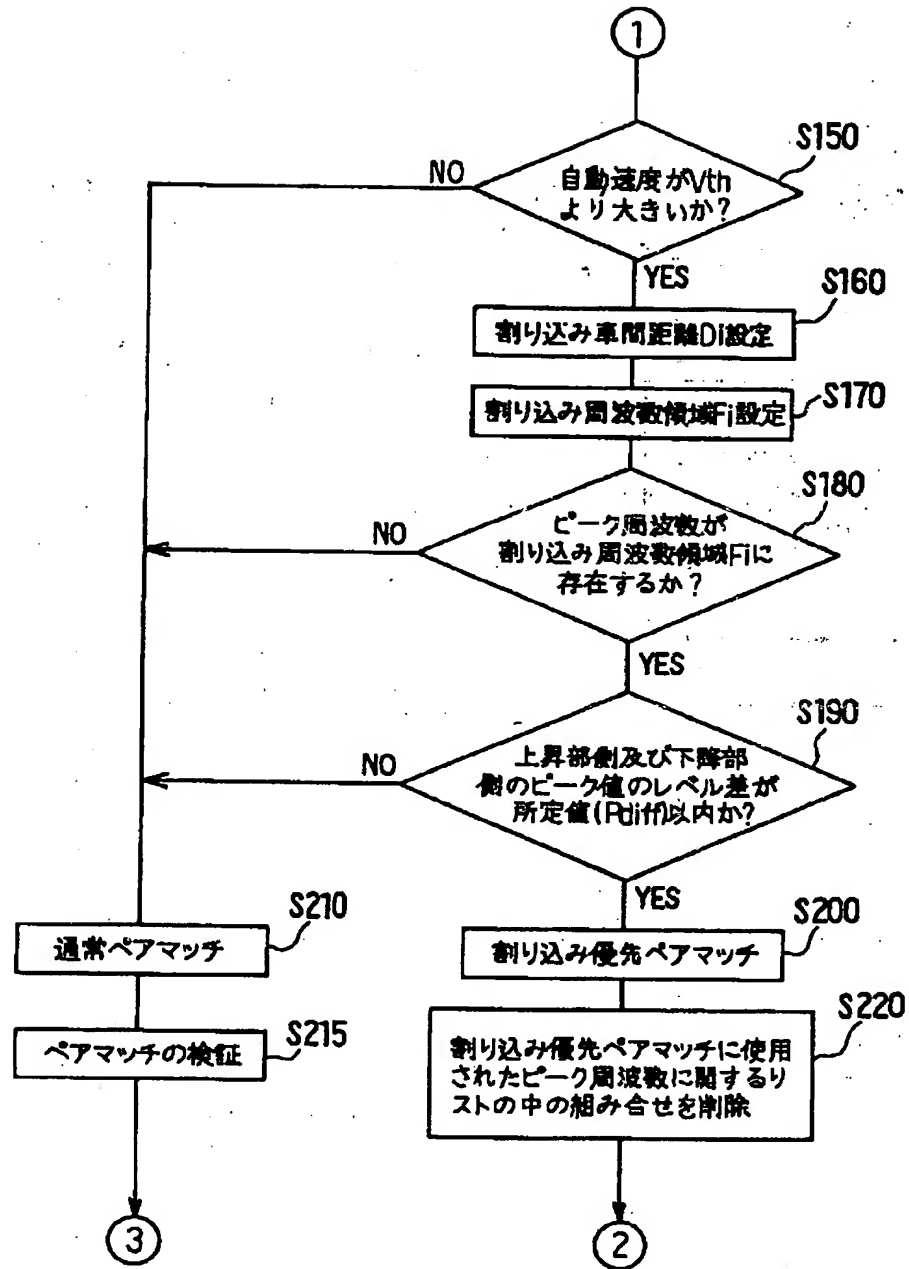 1
S150
NO
自動速度がVth
より大きいか？
YES
S160
割り込み車間距離Di設定
S170
割り込み周波数領域Fi設定
S180
NO
ピーク周波数が
割り込み周波数領域Fiに
存在するか？
YES
S190
NO
上昇部側及び下降部
側のピーク値のレベル差が
所定値(Pdiff)以内か？
YES
S210
通常ペアマッチ
S200
割り込み優先ペアマッチ
S215
ペアマッチの検証
S220
割り込み優先ペアマッチに使用
されたピーク周波数に関するリ
ストの中の組み合せを削除
3
2